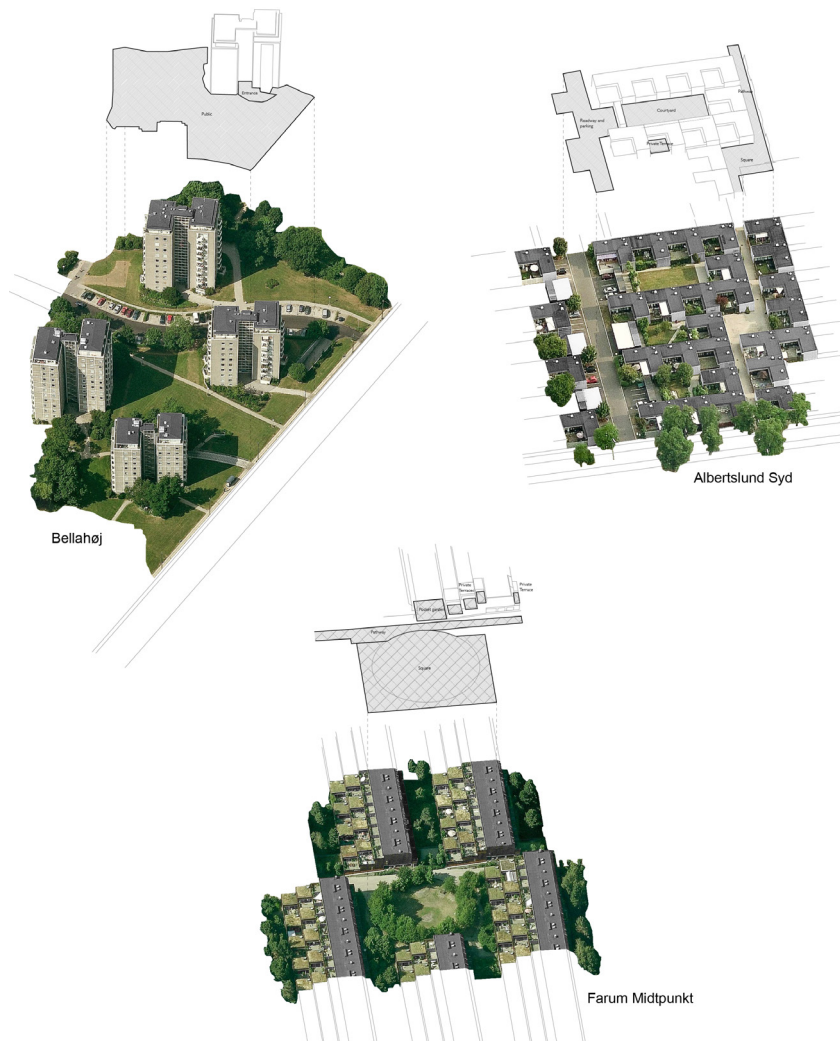 Entrance
Public
Pathway
Roadway and
parking
Courtyard
Private Terrace
Square
Bellahøj
Albertslund Syd
Private
Terraces
Private
Terrace
Pocket garden
Pathway
Square
Farum Midtpunkt